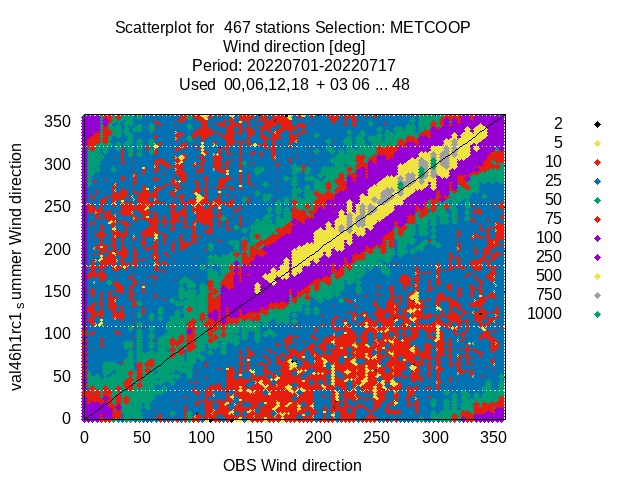 Scatterplot for  467 stations Selection: METCOOP
Wind direction [deg]
Period: 20220701-20220717
Used  00,06,12,18  + 03 06 ... 48
val46h1rc1 s ummer Wind direction
350
300
250
200
150
100
50
0
0 50 100 150 200 250 300 350
OBS Wind direction
2
5
10
25
50
75
100
250
500
750
1000